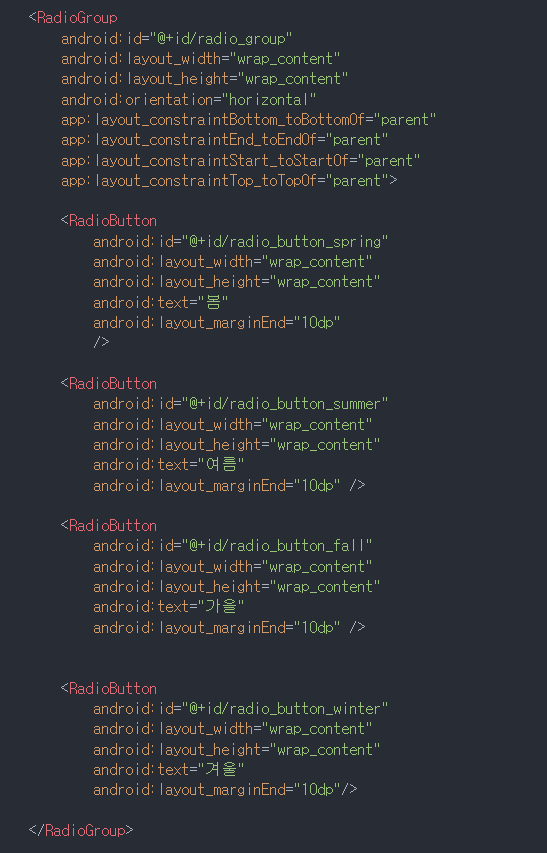 <RadioGroup
android:id="@+id/radio_group"
android:layout_width="wrap_content"
android:layout_height="wrap_content"
android:orientation="horizontal"
app:layout_constraintBottom_toBottomOf="parent"
app:layout_constraintEnd_toEndOf="parent"
app:layout_constraintStart_toStartOf="parent"
app:layout_constraintTop_toTopOf="parent">
<RadioButton
android:id="@+id/radio_button_spring"
android:layout_width="wrap_content"
android:layout_height="wrap_content"
android:text="봄"
android:layout_marginEnd="10dp"
/>
<RadioButton
android:id="@+id/radio_button_summer"
android:layout_width="wrap_content"
android:layout_height="wrap_content"
android:text="여름"
android:layout_marginEnd="10dp" />
<RadioButton
android:id="@+id/radio_button_fall"
android:layout_width="wrap_content"
android:layout_height="wrap_content"
android:text="가을"
android:layout_marginEnd="10dp" />
<RadioButton
android:id="@+id/radio_button_winter"
android:layout_width="wrap_content"
android:layout_height="wrap_content"
android:text="겨울"
android:layout_marginEnd="10dp"/>
</RadioGroup>